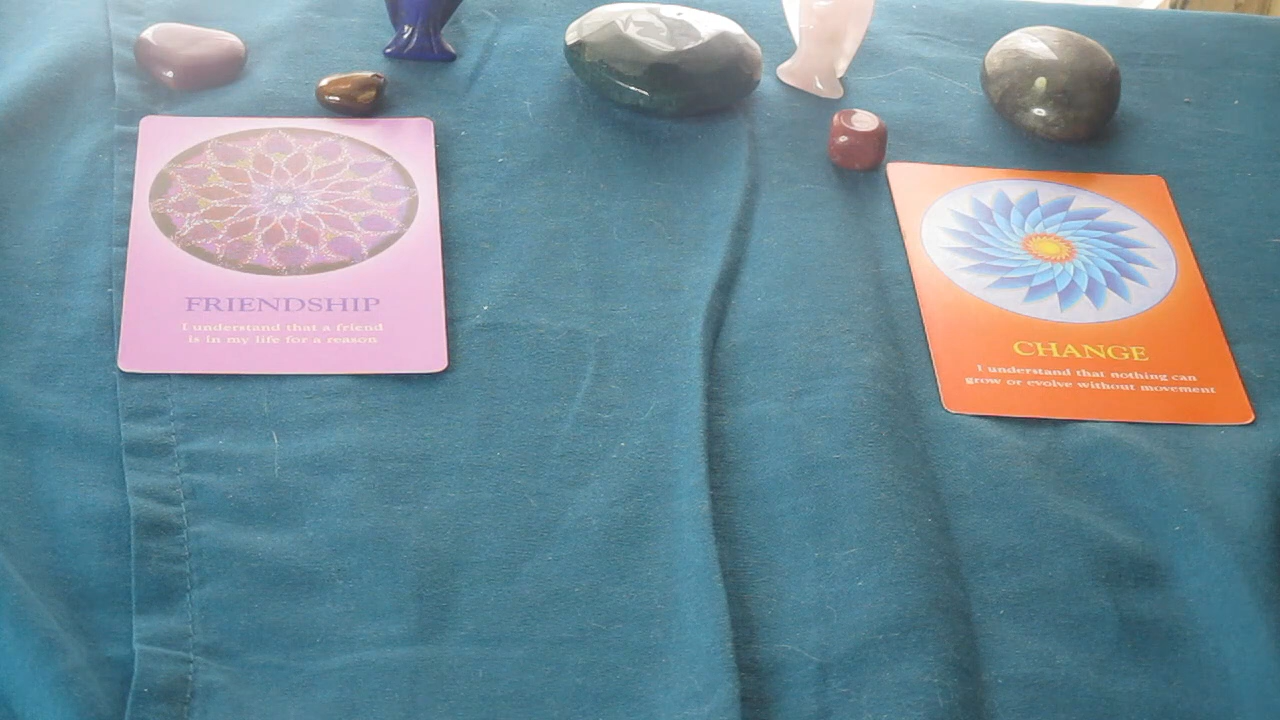 FRIENDSHIP
I understand that a friend
is in my life for a reason
CHANGE
I understand that nothing can
grow or evolve without movement